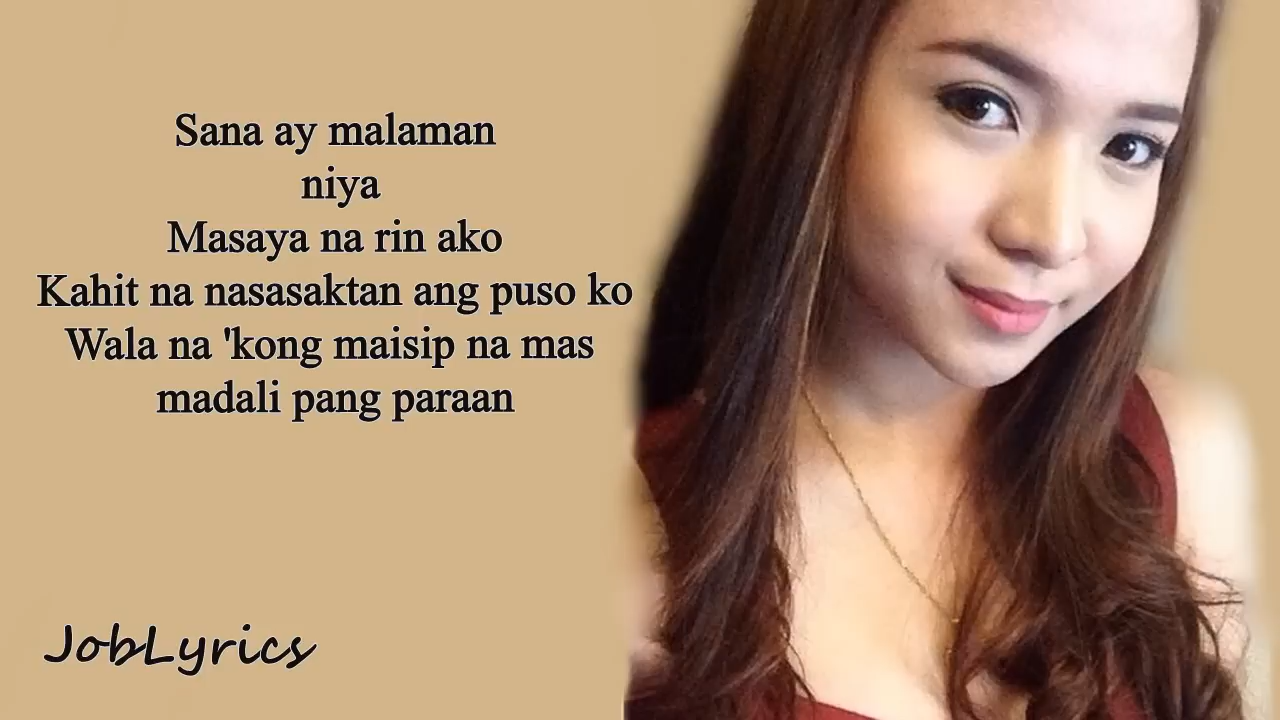 Sana ay malaman
niya
Masaya na rin ako
Kahit na nasasaktan ang puso ko
Wala na 'kong maisip na mas
madali pang paraan
JobLyrics